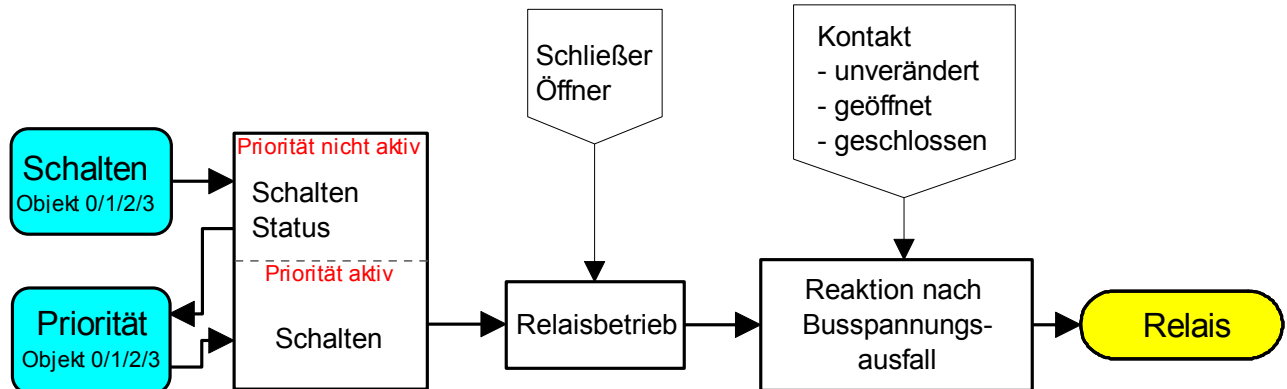 Schalten
Objekt 0/1/2/3
Priorität
Objekt 0/1/2/3
Priorität nicht aktiv
Schalten
Status
Priorität aktiv
Schalten
Schließer
Öffner
Relaisbetrieb
Kontakt
- unverändert
- geöffnet
- geschlossen
Reaktion nach
Busspannungs-
ausfall
Relais